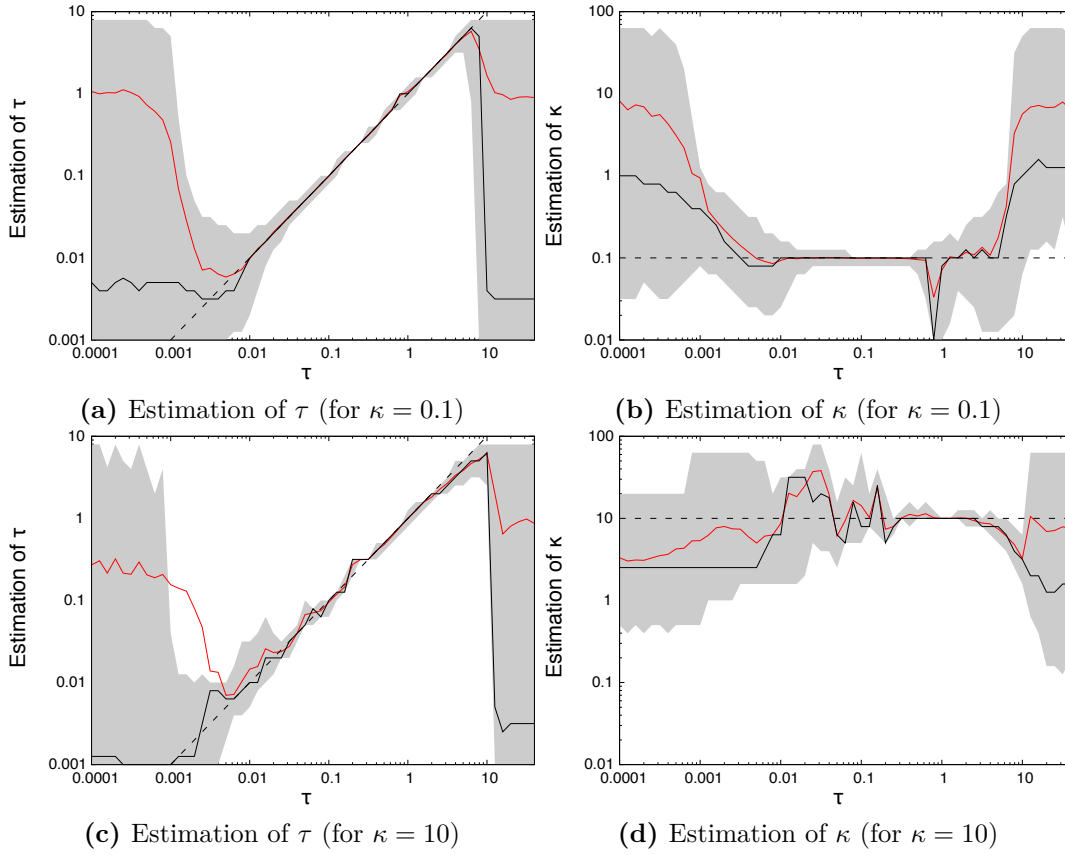 10
1
0.1
0.01
0.001
Estimation of τ
0.0001 0.001 0.01 0.1 1 10
τ
(a) Estimation of τ (for κ = 0.1)
100
10
1
0.1
0.01
Estimation of κ
0.0001 0.001 0.01 0.1 1 10
τ
(b) Estimation of κ (for κ = 0.1)
10
1
0.1
0.01
0.001
Estimation of τ
0.0001 0.001 0.01 0.1 1 10
τ
(c) Estimation of τ (for κ = 10)
100
10
1
0.1
0.01
Estimation of κ
0.0001 0.001 0.01 0.1 1 10
τ
(d) Estimation of κ (for κ = 10)